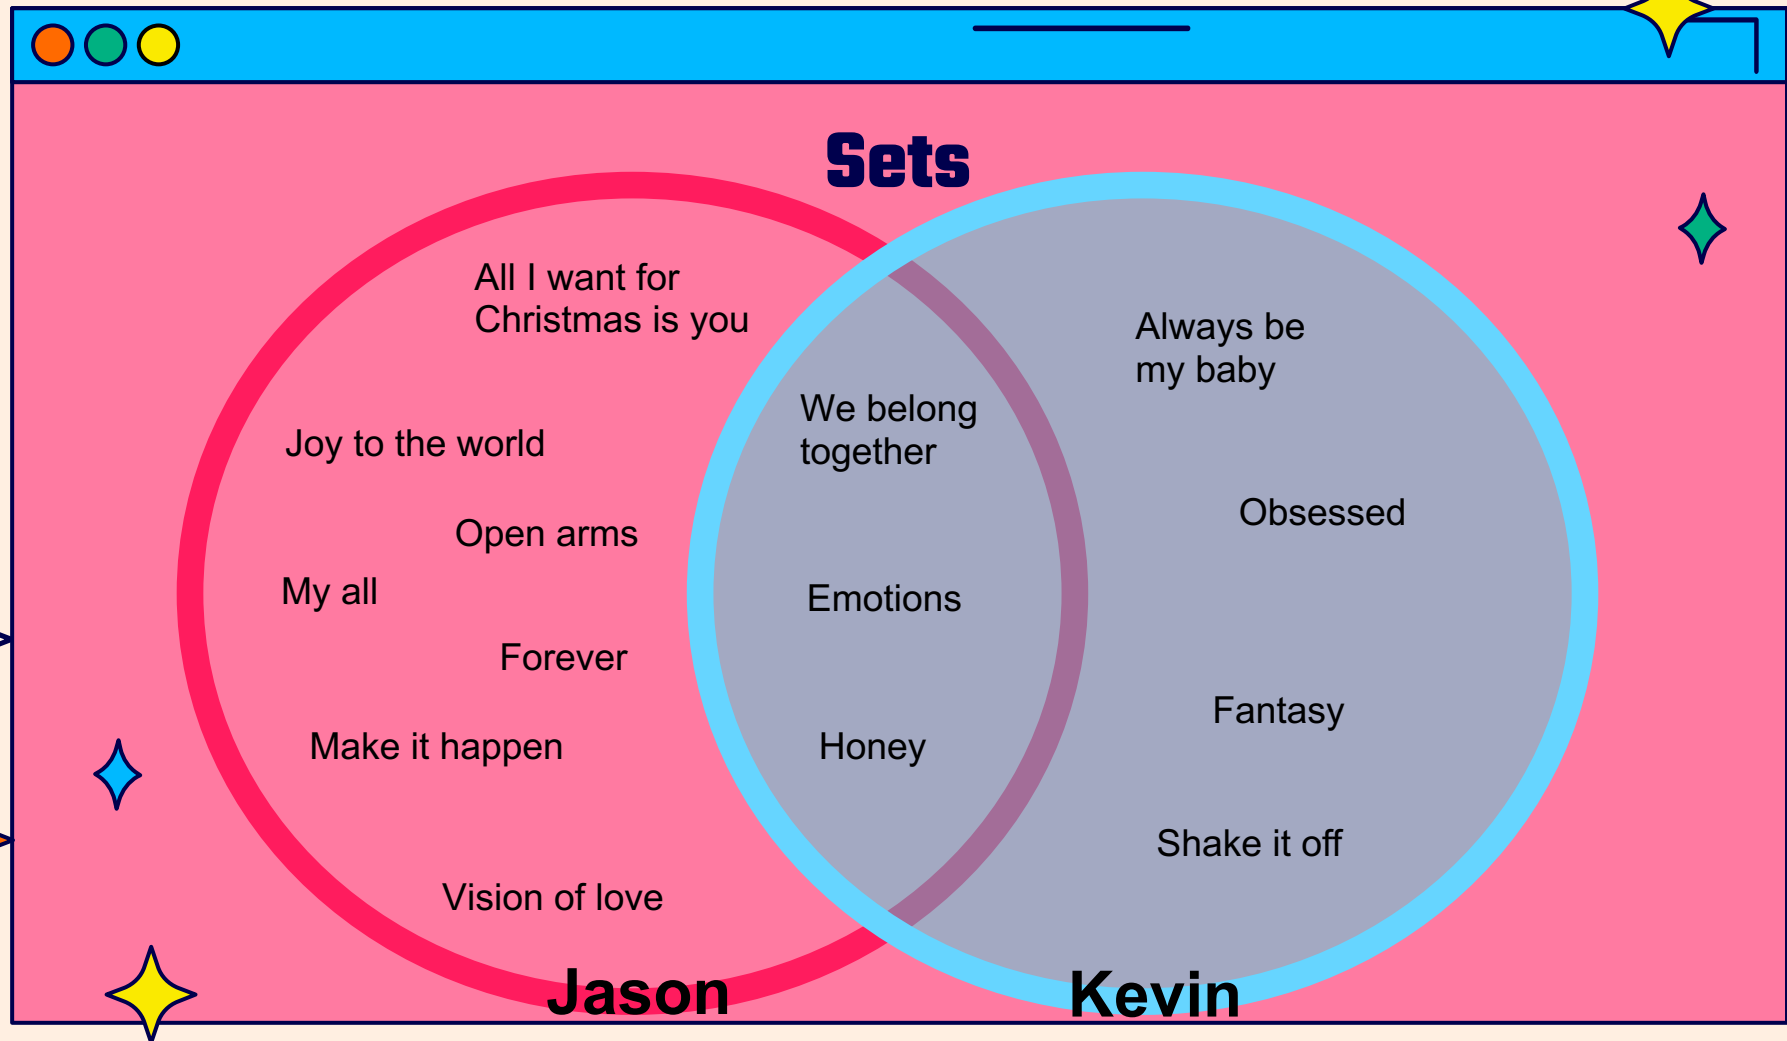 Sets
All I want for
Christmas is you
Joy to the world
Open arms
My all
Forever
Make it happen
Vision of love
We belong
together
Emotions
Honey
Always be
my baby
Obsessed
Fantasy
Shake it off
Jason
Kevin